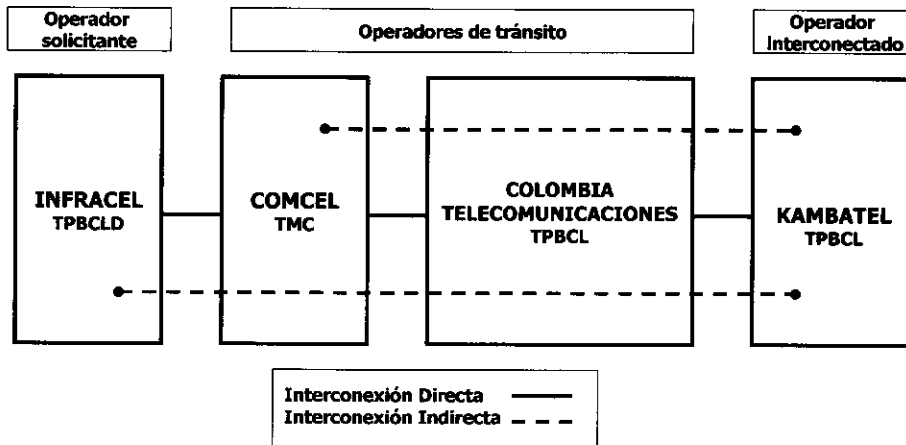 Operador
solicitante
Operadores de tránsito
Operador
Interconectado
INFRACEL
TPBCLD
COMCEL
TMC
COLOMBIA
TELECOMUNICACIONES
TPBCL
KAMBATEL
TPBCL
Interconexión Directa
Interconexión Indirecta